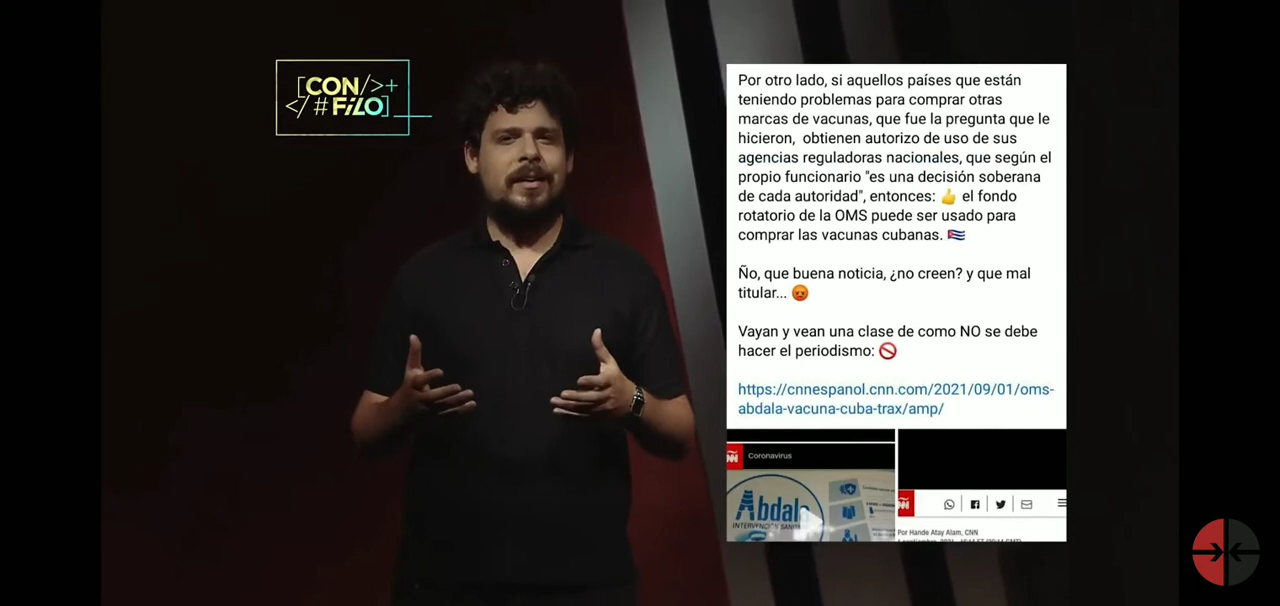 [CON/>+
</#FiLO]
Por otro lado, si aquellos países que están
teniendo problemas para comprar otras
marcas de vacunas, que fue la pregunta que le
hicieron, obtienen autorizo de uso de sus
agencias reguladoras nacionales, que según el
propio funcionario "es una decisión soberana
de cada autoridad", entonces: 👍 el fondo
rotatorio de la OMS puede ser usado para
comprar las vacunas cubanas. 🇨🇺
Ño, que buena noticia, ¿no creen? y que mal
titular... 😡
Vayan y vean una clase de como NO se debe
hacer el periodismo: 🚫
https://cnnespanol.cnn.com/2021/09/01/oms-
abdala-vacuna-cuba-trax/amp/
Coronavirus
Abdala
INTERVENCIÓN SANI
Por Hande Atay Alam, CNN